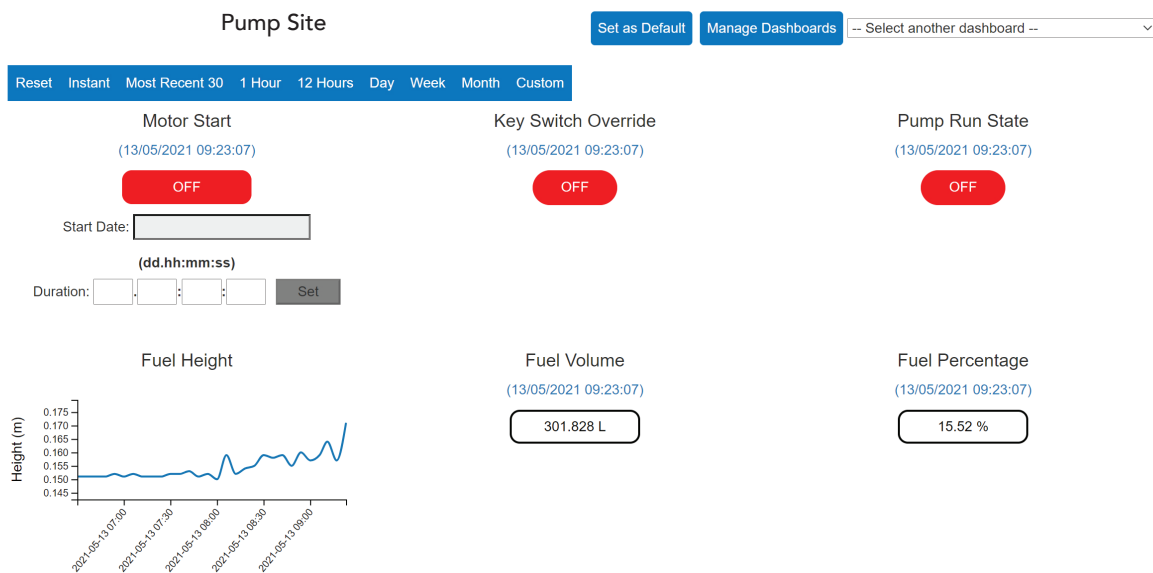 Pump Site
Set as Default
Manage Dashboards
-- Select another dashboard --
Reset Instant Most Recent 30 1 Hour 12 Hours Day Week Month Custom
Motor Start
(13/05/2021 09:23:07)
OFF
Start Date:
(dd.hh:mm:ss)
Duration: . : : Set
Key Switch Override
(13/05/2021 09:23:07)
OFF
Pump Run State
(13/05/2021 09:23:07)
OFF
Fuel Height
Height (m)
0.175
0.170
0.165
0.160
0.155
0.150
0.145
2021-05-13 07:00
2021-05-13 07:30
2021-05-13 08:00
2021-05-13 08:30
2021-05-13 09:00
Fuel Volume
(13/05/2021 09:23:07)
301.828 L
Fuel Percentage
(13/05/2021 09:23:07)
15.52 %